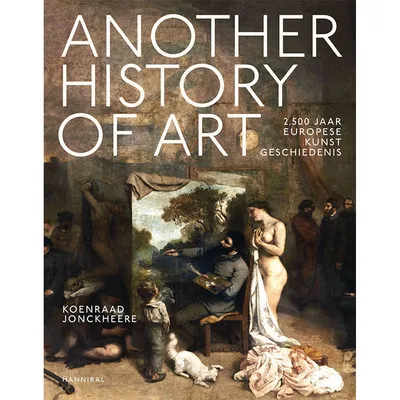 ANOTHER
HISTORY
OF ART
2.500 JAAR
EUROPESE
KUNST
GESCHIEDENIS
KOENRAAD
JONCKHEERE
HANNIBAL